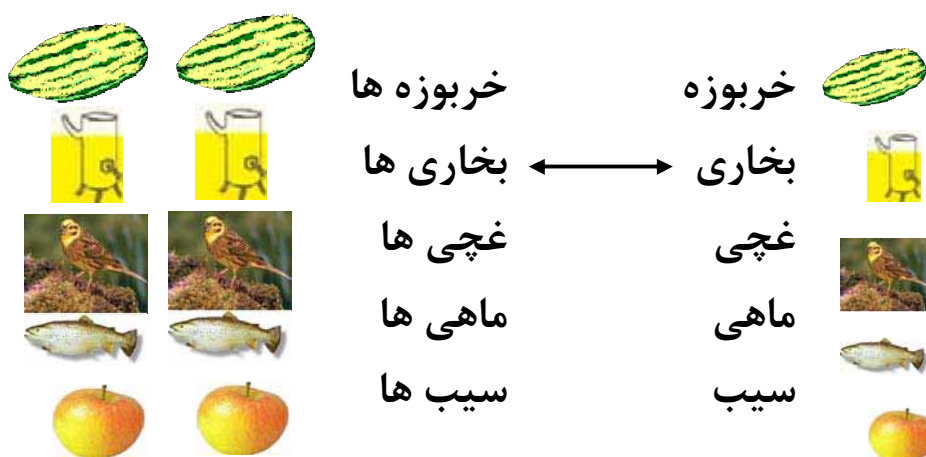 خربوزه خربوزه ها
بخاری بخاری ها
غچی غچی ها
ماهی ماهی ها
سیب سیب ها